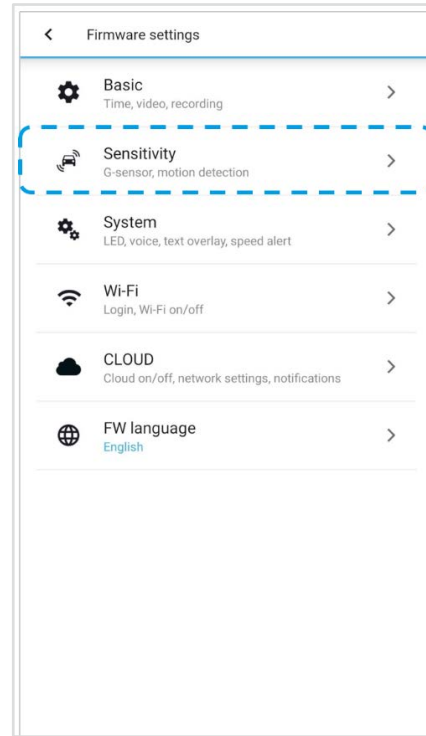 Firmware settings
Basic
Time, video, recording
Sensitivity
G-sensor, motion detection
System
LED, voice, text overlay, speed alert
Wi-Fi
Login, Wi-Fi on/off
CLOUD
Cloud on/off, network settings, notifications
FW language
English